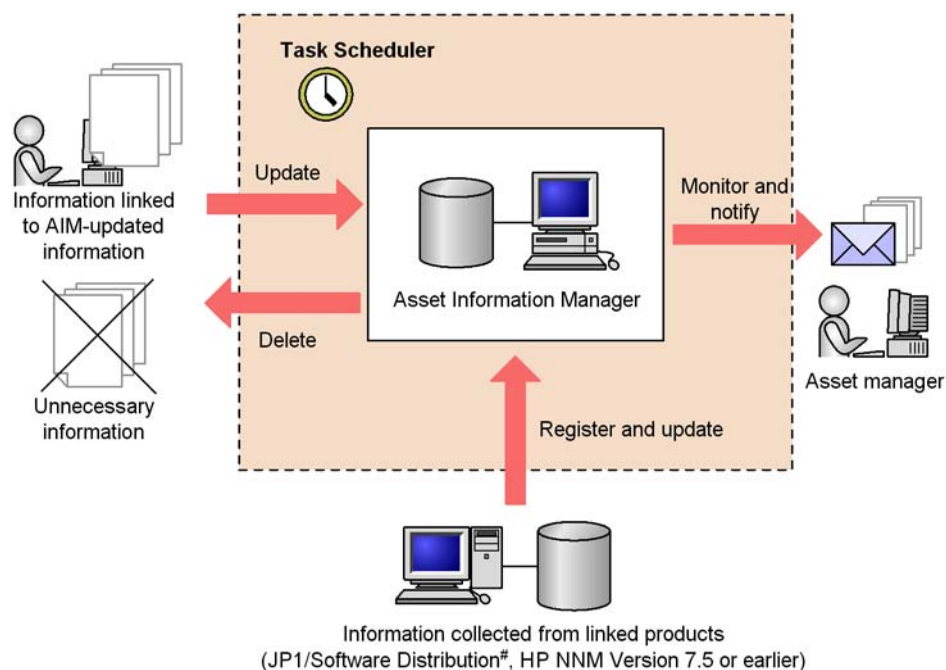 Task Scheduler
Information linked
to AIM-updated
information
Update
Asset Information Manager
Monitor and
notify
Asset manager
Delete
Unnecessary
information
Register and update
Information collected from linked products
(JP1/Software Distribution#, HP NNM Version 7.5 or earlier)